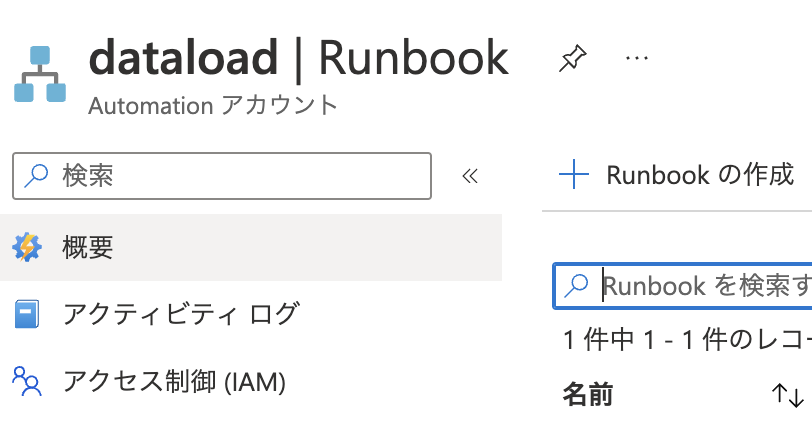 dataload | Runbook
Automation アカウント
検索
Runbook の作成
概要
Runbook を検索す
アクティビティ ログ
1 件中 1 - 1 件のレコー
アクセス制御 (IAM)
名前